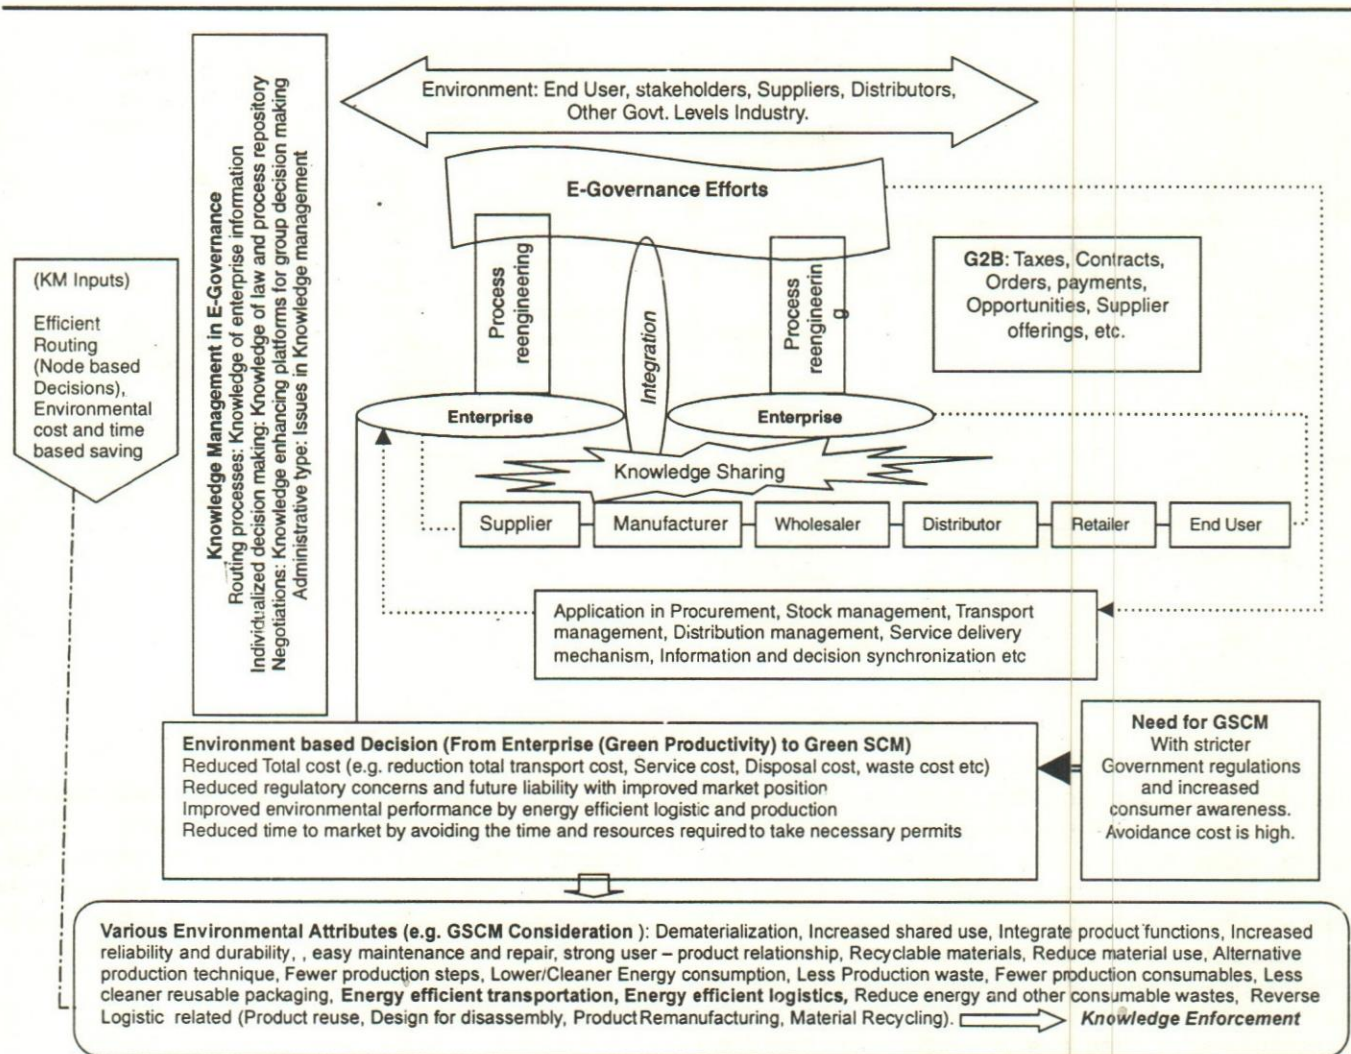 Environment: End User, stakeholders, Suppliers, Distributors,
Other Govt. Levels Industry.
E-Governance Efforts
Knowledge Management in E-Governance
Routing processes: Knowledge of enterprise information
Individualized decision making: Knowledge of law and process repository
Negotiations: Knowledge enhancing platforms for group decision making
Administrative type: Issues in Knowledge management
(KM Inputs)
Efficient
Routing
(Node based
Decisions),
Environmental
cost and time
based saving
Process
reengineering
Integration
Process
reengineerin
g
G2B: Taxes, Contracts,
Orders, payments,
Opportunities, Supplier
offerings, etc.
Enterprise
Enterprise
Knowledge Sharing
Supplier
Manufacturer
Wholesaler
Distributor
Retailer
End User
Application in Procurement, Stock management, Transport
management, Distribution management, Service delivery
mechanism, Information and decision synchronization etc
Environment based Decision (From Enterprise (Green Productivity) to Green SCM)
Reduced Total cost (e.g. reduction total transport cost, Service cost, Disposal cost, waste cost etc)
Reduced regulatory concerns and future liability with improved market position
Improved environmental performance by energy efficient logistic and production
Reduced time to market by avoiding the time and resources required to take necessary permits
Need for GSCM
With stricter
Government regulations
and increased
consumer awareness.
Avoidance cost is high.
Various Environmental Attributes (e.g. GSCM Consideration ): Dematerialization, Increased shared use, Integrate product functions, Increased
reliability and durability, , easy maintenance and repair, strong user – product relationship, Recyclable materials, Reduce material use, Alternative
production technique, Fewer production steps, Lower/Cleaner Energy consumption, Less Production waste, Fewer production consumables, Less
cleaner reusable packaging, Energy efficient transportation, Energy efficient logistics, Reduce energy and other consumable wastes, Reverse
Logistic related (Product reuse, Design for disassembly, Product Remanufacturing, Material Recycling). Knowledge Enforcement